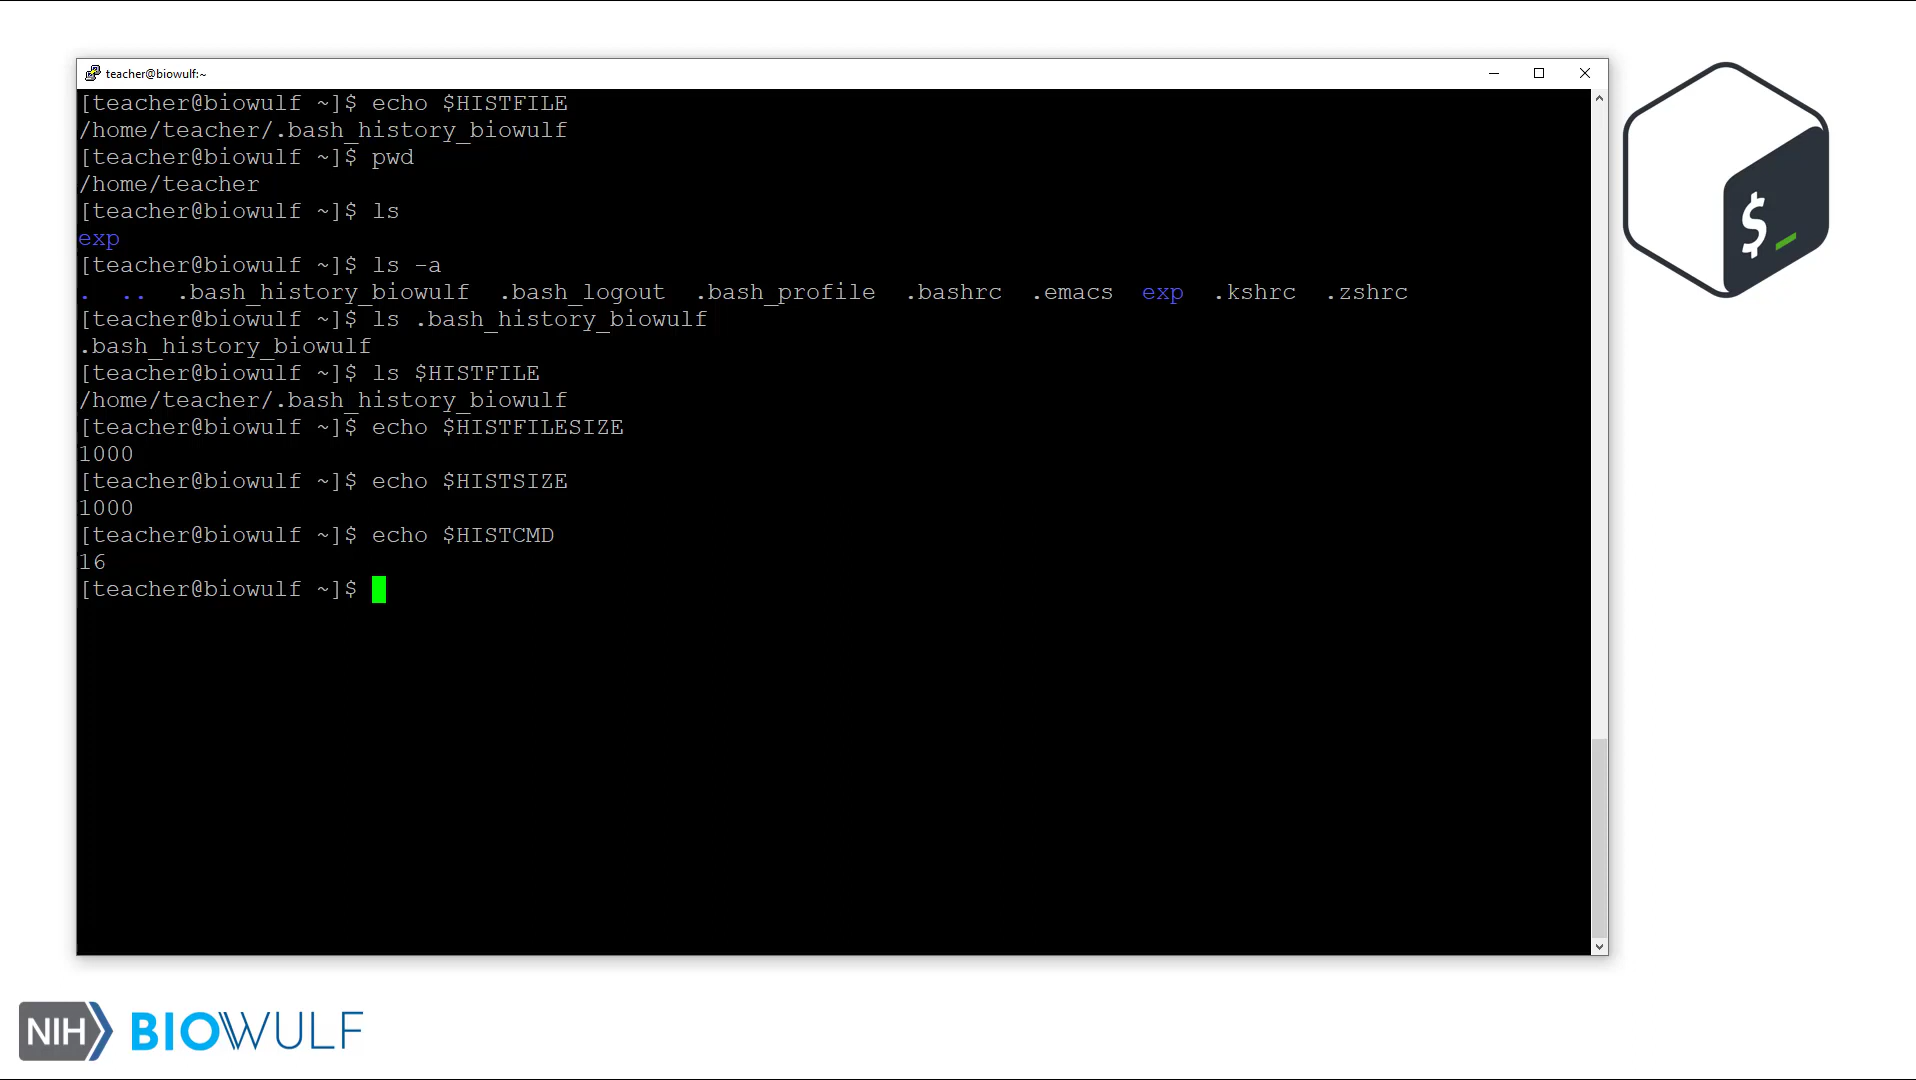 teacher@biowulf:~
[teacher@biowulf ~]$ echo $HISTFILE
/home/teacher/.bash_history_biowulf
[teacher@biowulf ~]$ pwd
/home/teacher
[teacher@biowulf ~]$ ls
exp
[teacher@biowulf ~]$ ls -a
.  ..  .bash_history_biowulf  .bash_logout  .bash_profile  .bashrc  .emacs  exp  .kshrc  .zshrc
[teacher@biowulf ~]$ ls .bash_history_biowulf
.bash_history_biowulf
[teacher@biowulf ~]$ ls $HISTFILE
/home/teacher/.bash_history_biowulf
[teacher@biowulf ~]$ echo $HISTFILESIZE
1000
[teacher@biowulf ~]$ echo $HISTSIZE
1000
[teacher@biowulf ~]$ echo $HISTCMD
16
[teacher@biowulf ~]$
$_
NIH BIOWULF